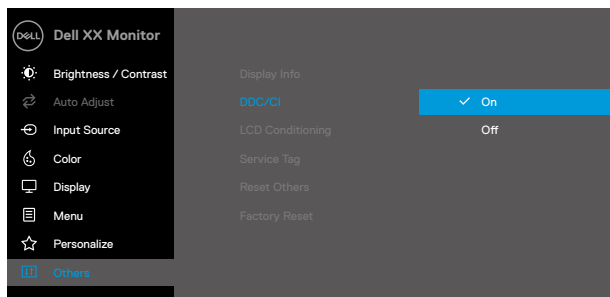 DELL
Dell XX Monitor
Brightness / Contrast
Auto Adjust
Input Source
Color
Display
Menu
Personalize
Others
Display Info
DDC/CI
LCD Conditioning
Service Tag
Reset Others
Factory Reset
On
Off